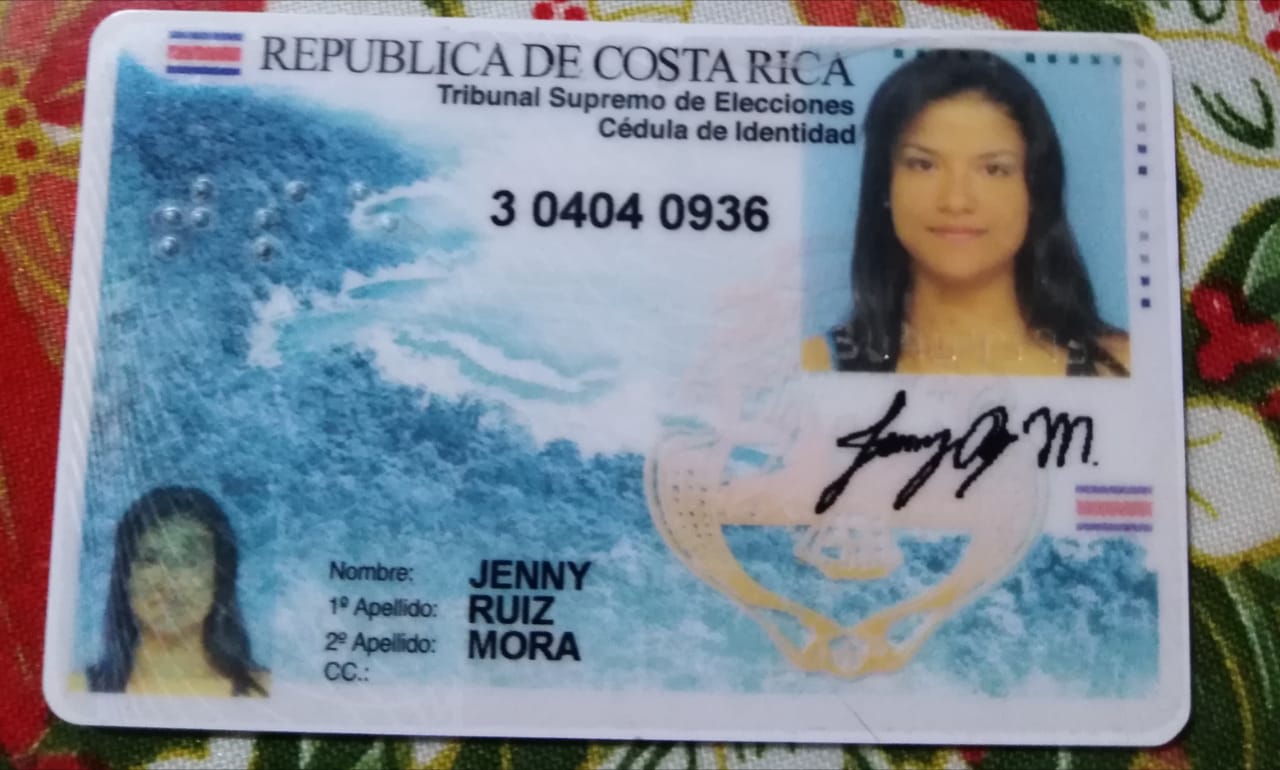 REPUBLICA DE COSTA RICA
Tribunal Supremo de Elecciones
Cédula de Identidad
3 0404 0936
Jenny M.
Nombre: JENNY
1º Apellido: RUIZ
2º Apellido: MORA
CC.: